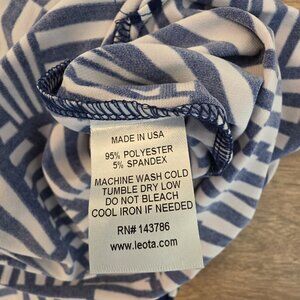 MADE IN USA
95% POLYESTER
5% SPANDEX
MACHINE WASH COLD
TUMBLE DRY LOW
DO NOT BLEACH
COOL IRON IF NEEDED
RN# 143786
www.leota.com